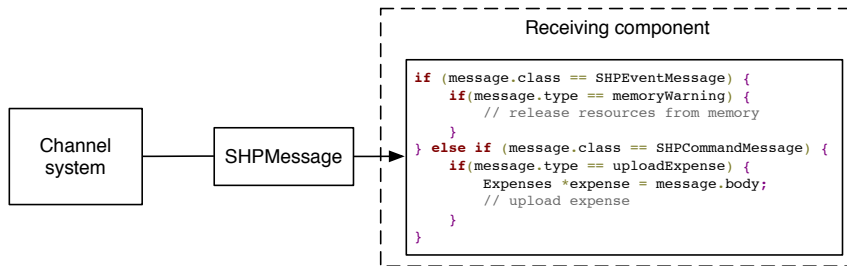 Receiving component
Channel
system
SHPMessage
if (message.class == SHPEventMessage) {
if(message.type == memoryWarning) {
// release resources from memory
}
} else if (message.class == SHPCommandMessage) {
if(message.type == uploadExpense) {
Expenses *expense = message.body;
// upload expense
}
}